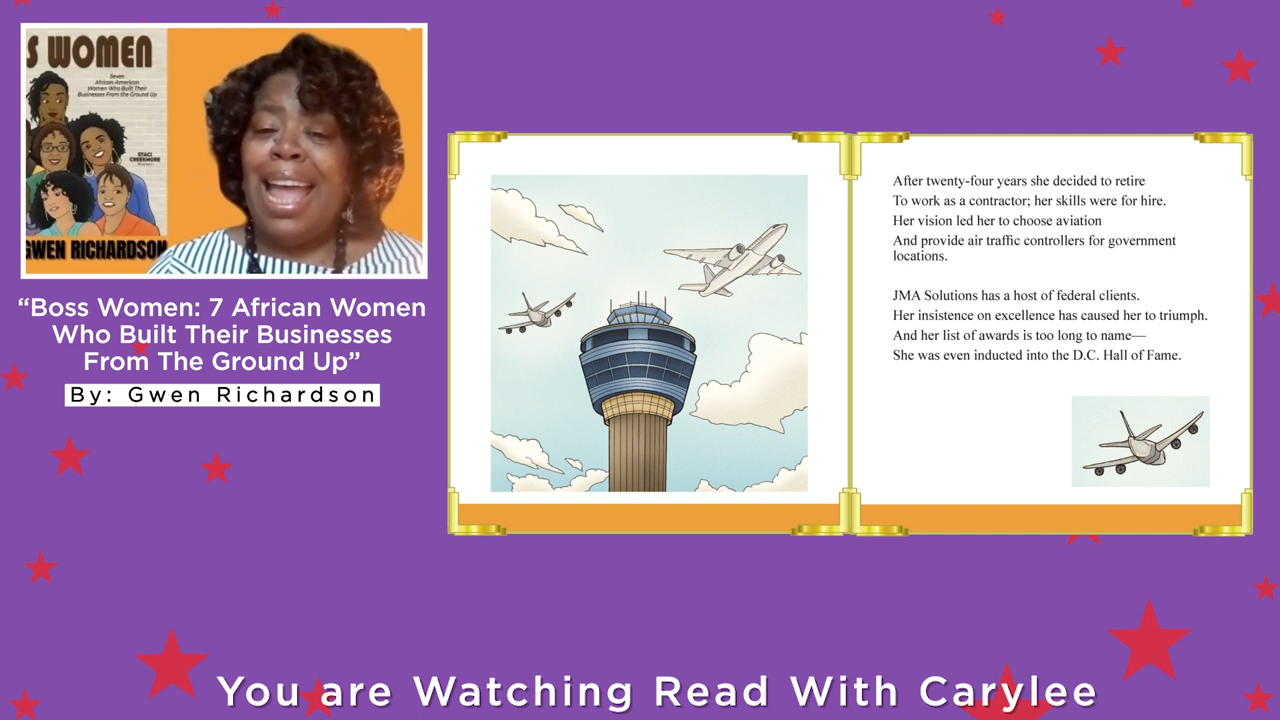 S WOMEN
Seven
African-American
Women Who Built Their
Businesses From the Ground Up
STACI
CREEKMORE
GWEN RICHARDSON
“Boss Women: 7 African Women
Who Built Their Businesses
From The Ground Up”
By: Gwen Richardson
After twenty-four years she decided to retire
To work as a contractor; her skills were for hire.
Her vision led her to choose aviation
And provide air traffic controllers for government
locations.
JMA Solutions has a host of federal clients.
Her insistence on excellence has caused her to triumph.
And her list of awards is too long to name—
She was even inducted into the D.C. Hall of Fame.
You are Watching Read With Carylee